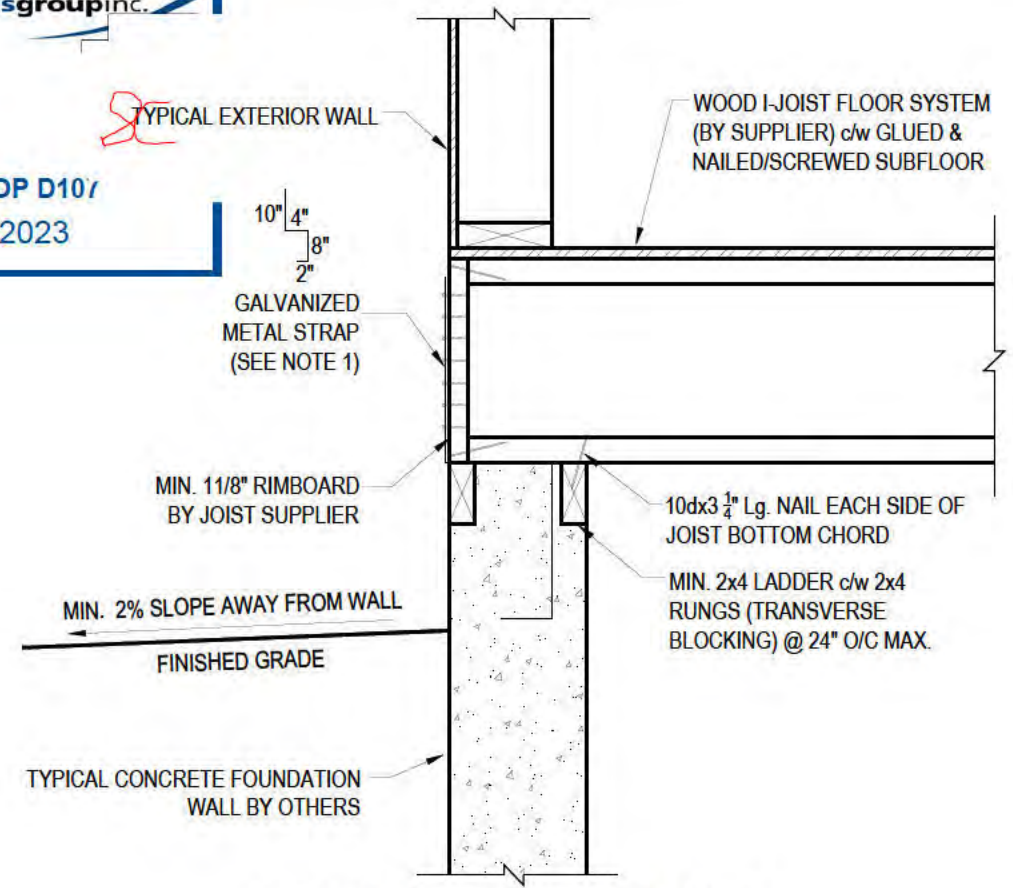 sgroupinc.
TYPICAL EXTERIOR WALL
DP D107
2023
10" 4"
8"
2"
GALVANIZED
METAL STRAP
(SEE NOTE 1)
MIN. 11/8" RIMBOARD
BY JOIST SUPPLIER
MIN. 2% SLOPE AWAY FROM WALL
FINISHED GRADE
TYPICAL CONCRETE FOUNDATION
WALL BY OTHERS
WOOD I-JOIST FLOOR SYSTEM
(BY SUPPLIER) c/w GLUED &
NAILED/SCREWED SUBFLOOR
10dx3 1/4" Lg. NAIL EACH SIDE OF
JOIST BOTTOM CHORD
MIN. 2x4 LADDER c/w 2x4
RUNGS (TRANSVERSE
BLOCKING) @ 24" O/C MAX.